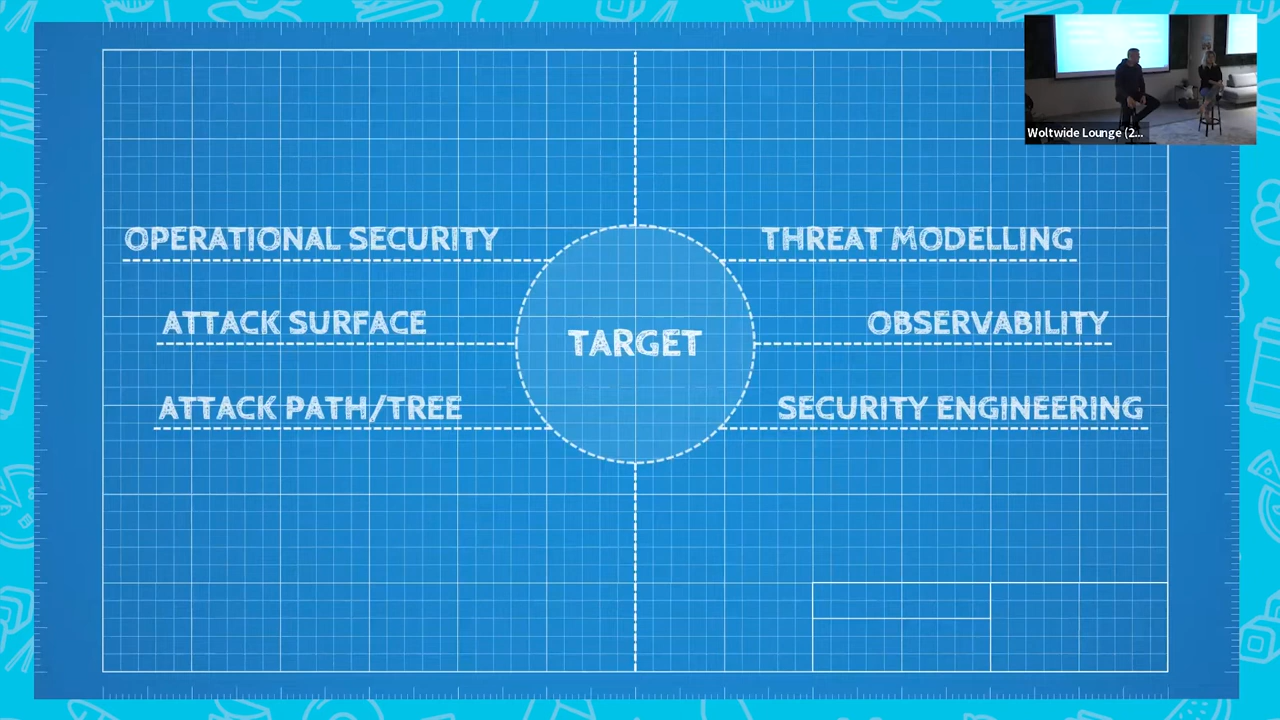 Woltwide Lounge (2...
OPERATIONAL SECURITY
THREAT MODELLING
ATTACK SURFACE
OBSERVABILITY
TARGET
ATTACK PATH/TREE
SECURITY ENGINEERING